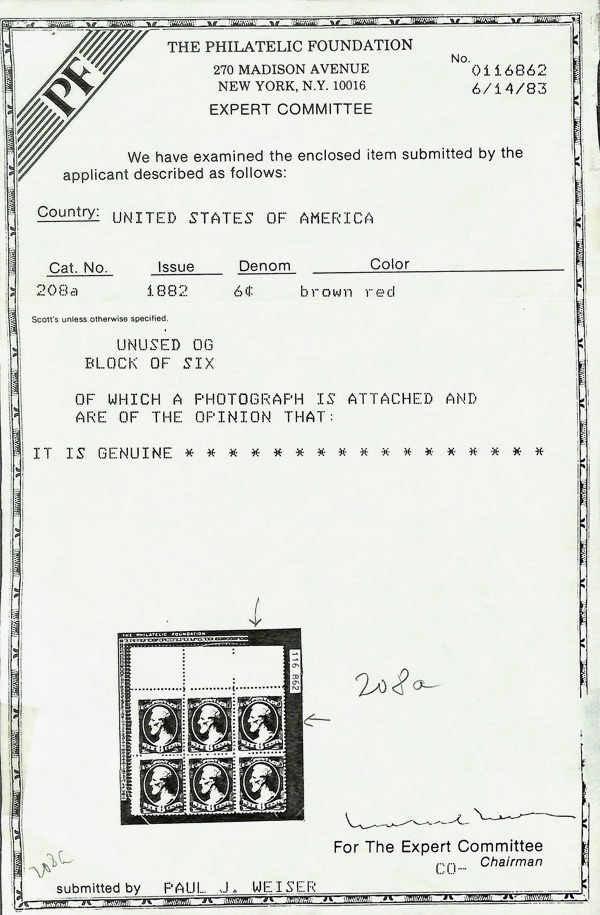 PF
THE PHILATELIC FOUNDATION
270 MADISON AVENUE
NEW YORK, N.Y. 10016
EXPERT COMMITTEE
No. 0116862
6/14/83
We have examined the enclosed item submitted by the
applicant described as follows:
Country: UNITED STATES OF AMERICA
Cat. No. Issue Denom Color
208a 1882 6¢ brown red
Scott's unless otherwise specified.
UNUSED OG
BLOCK OF SIX
OF WHICH A PHOTOGRAPH IS ATTACHED AND
ARE OF THE OPINION THAT:
IT IS GENUINE * * * * * * * * * * * * * * * * *
THE PHILATELIC FOUNDATION
116 862
208a
For The Expert Committee
CO- Chairman
208a
submitted by PAUL J. WEISER